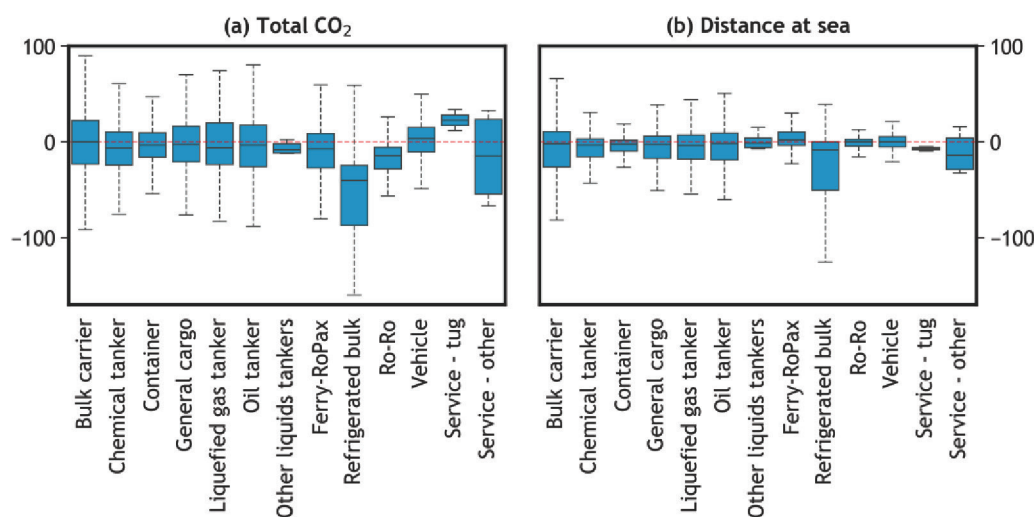 (a) Total CO₂
(b) Distance at sea
100
0
−100
100
0
−100
Bulk carrier
Chemical tanker
Container
General cargo
Liquefied gas tanker
Oil tanker
Other liquids tankers
Ferry-RoPax
Refrigerated bulk
Ro-Ro
Vehicle
Service - tug
Service - other
Bulk carrier
Chemical tanker
Container
General cargo
Liquefied gas tanker
Oil tanker
Other liquids tankers
Ferry-RoPax
Refrigerated bulk
Ro-Ro
Vehicle
Service - tug
Service - other